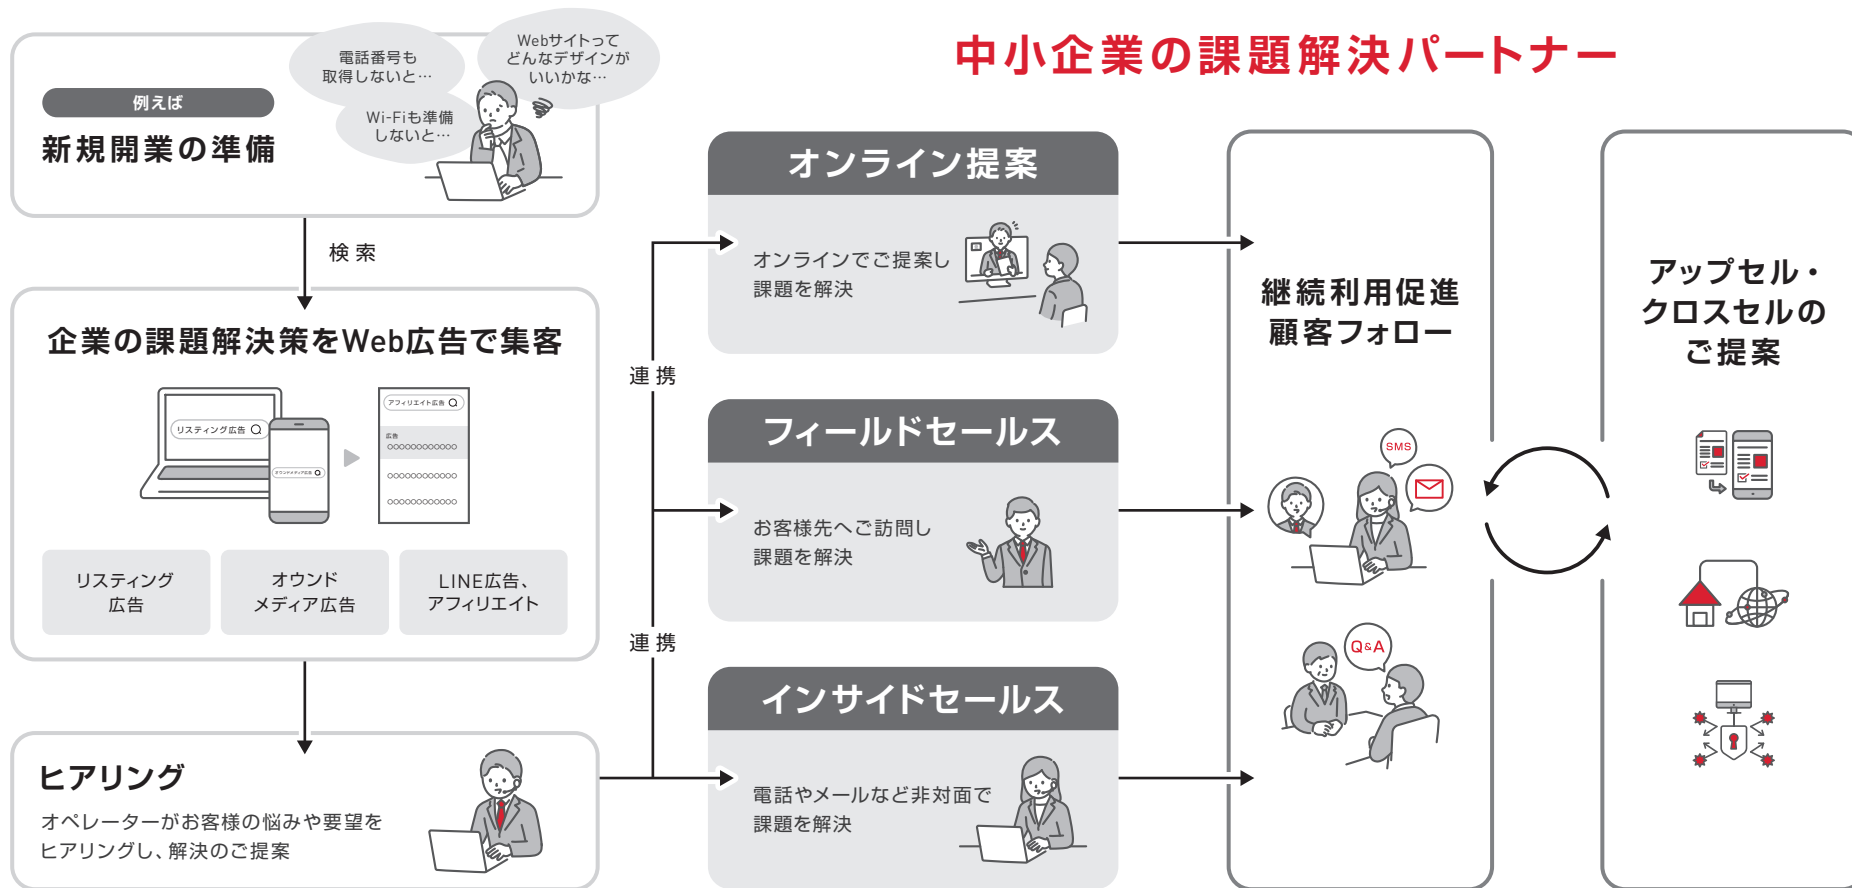 中小企業の課題解決パートナー
電話番号も
取得しないと…
Webサイトって
どんなデザインが
いいかな…
Wi-Fiも準備
しないと…
例えば
新規開業の準備
検索
企業の課題解決策をWeb広告で集客
リスティング広告
オウンドメディア広告
アフィリエイト広告
広告
○○○○○○○○○○○○
○○○○○○○○○○○○
○○○○○○○○○○○○
リスティング
広告
オウンド
メディア広告
LINE広告、
アフィリエイト
ヒアリング
オペレーターがお客様の悩みや要望を
ヒアリングし、解決のご提案
連携
連携
オンライン提案
オンラインでご提案し
課題を解決
フィールドセールス
お客様先へご訪問し
課題を解決
インサイドセールス
電話やメールなど非対面で
課題を解決
継続利用促進
顧客フォロー
SMS
Q&A
アップセル・
クロスセルの
ご提案